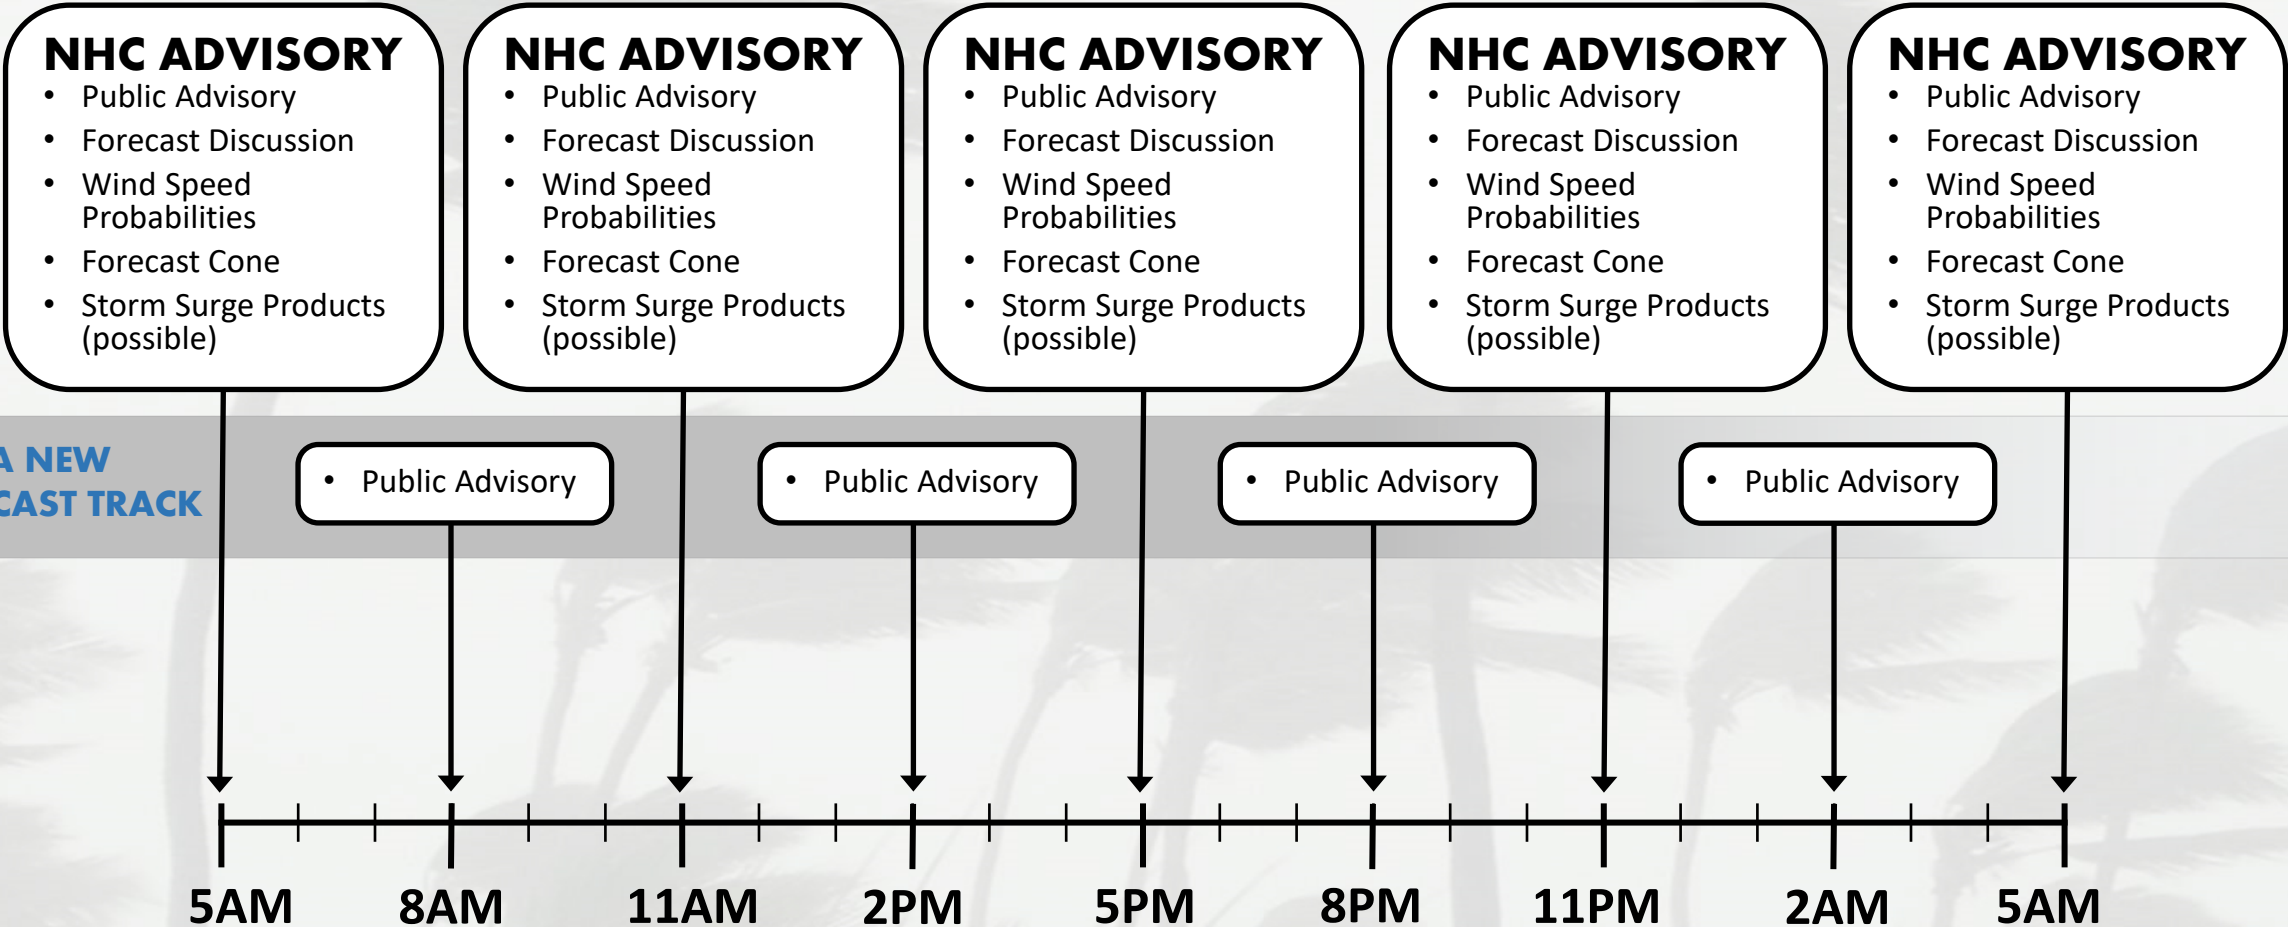 NHC ADVISORY
• Public Advisory
• Forecast Discussion
• Wind Speed
Probabilities
• Forecast Cone
• Storm Surge Products
(possible)
NHC ADVISORY
• Public Advisory
• Forecast Discussion
• Wind Speed
Probabilities
• Forecast Cone
• Storm Surge Products
(possible)
NHC ADVISORY
• Public Advisory
• Forecast Discussion
• Wind Speed
Probabilities
• Forecast Cone
• Storm Surge Products
(possible)
NHC ADVISORY
• Public Advisory
• Forecast Discussion
• Wind Speed
Probabilities
• Forecast Cone
• Storm Surge Products
(possible)
NHC ADVISORY
• Public Advisory
• Forecast Discussion
• Wind Speed
Probabilities
• Forecast Cone
• Storm Surge Products
(possible)
A NEW
CAST TRACK
• Public Advisory
• Public Advisory
• Public Advisory
• Public Advisory
5AM
8AM
11AM
2PM
5PM
8PM
11PM
2AM
5AM